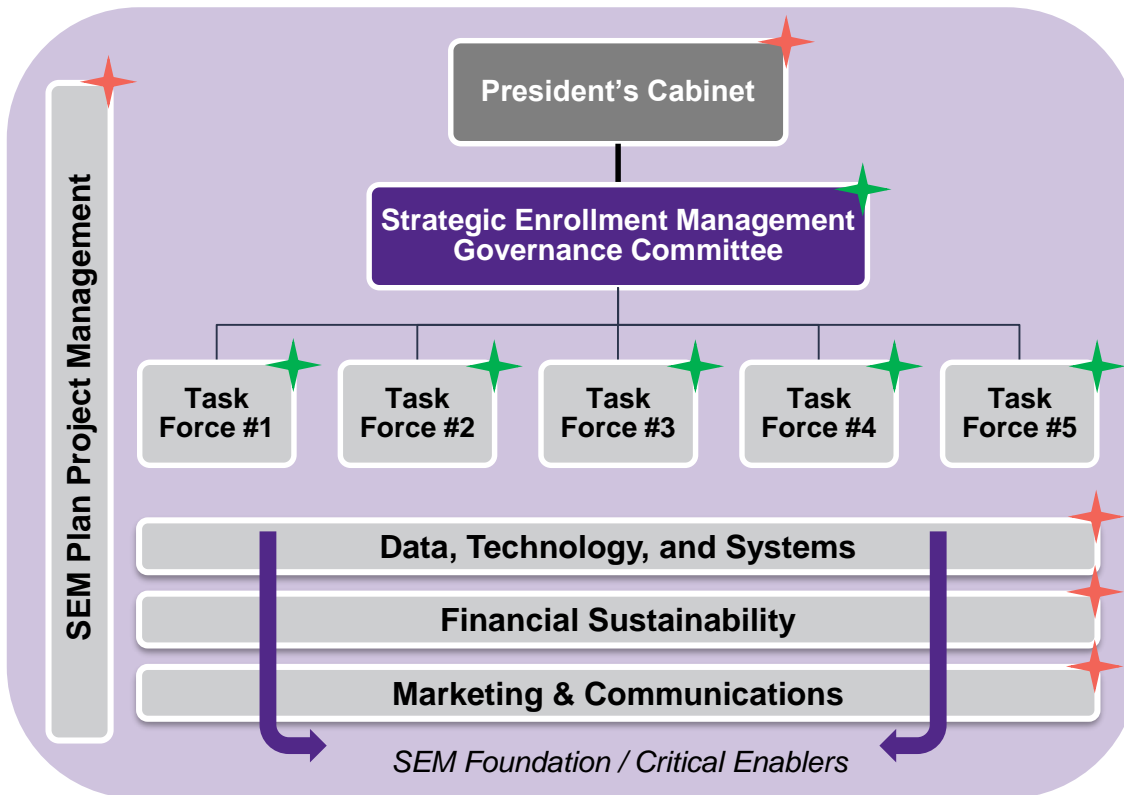 President's Cabinet
SEM Plan Project Management
Strategic Enrollment Management
Governance Committee
Task
Force #1
Task
Force #2
Task
Force #3
Task
Force #4
Task
Force #5
Data, Technology, and Systems
Financial Sustainability
Marketing & Communications
SEM Foundation / Critical Enablers